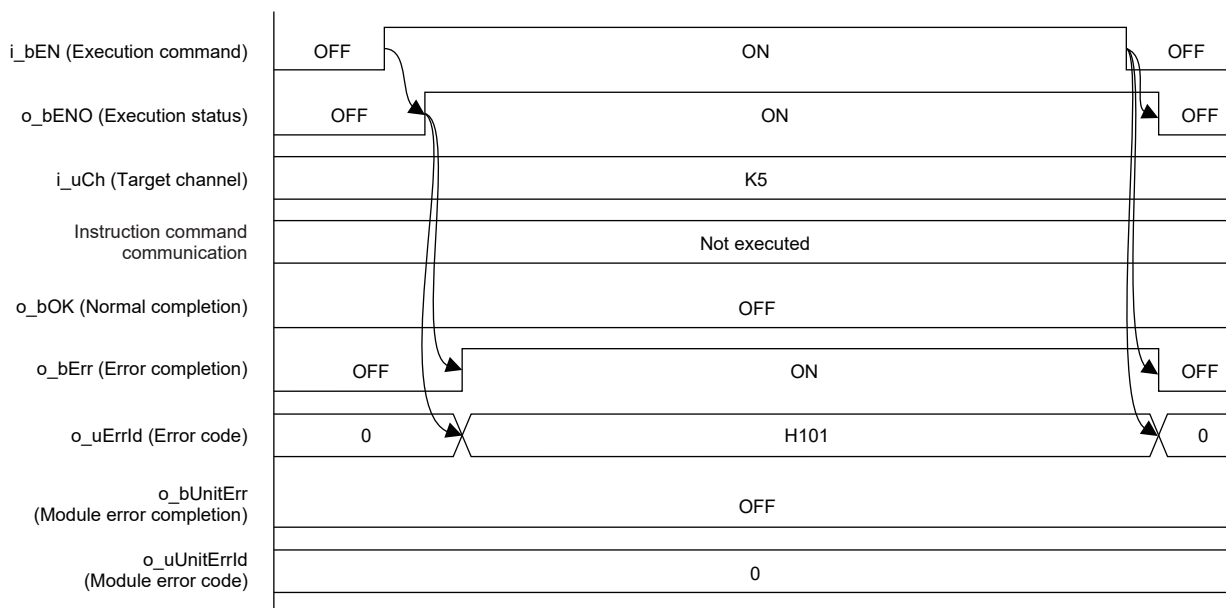 i_bEN (Execution command) OFF ON OFF
o_bENO (Execution status) OFF ON OFF
i_uCh (Target channel) K5
Instruction command
communication
Not executed
o_bOK (Normal completion) OFF
o_bErr (Error completion) OFF ON OFF
o_uErrId (Error code) 0 H101 0
o_bUnitErr
(Module error completion)
OFF
o_uUnitErrId
(Module error code)
0